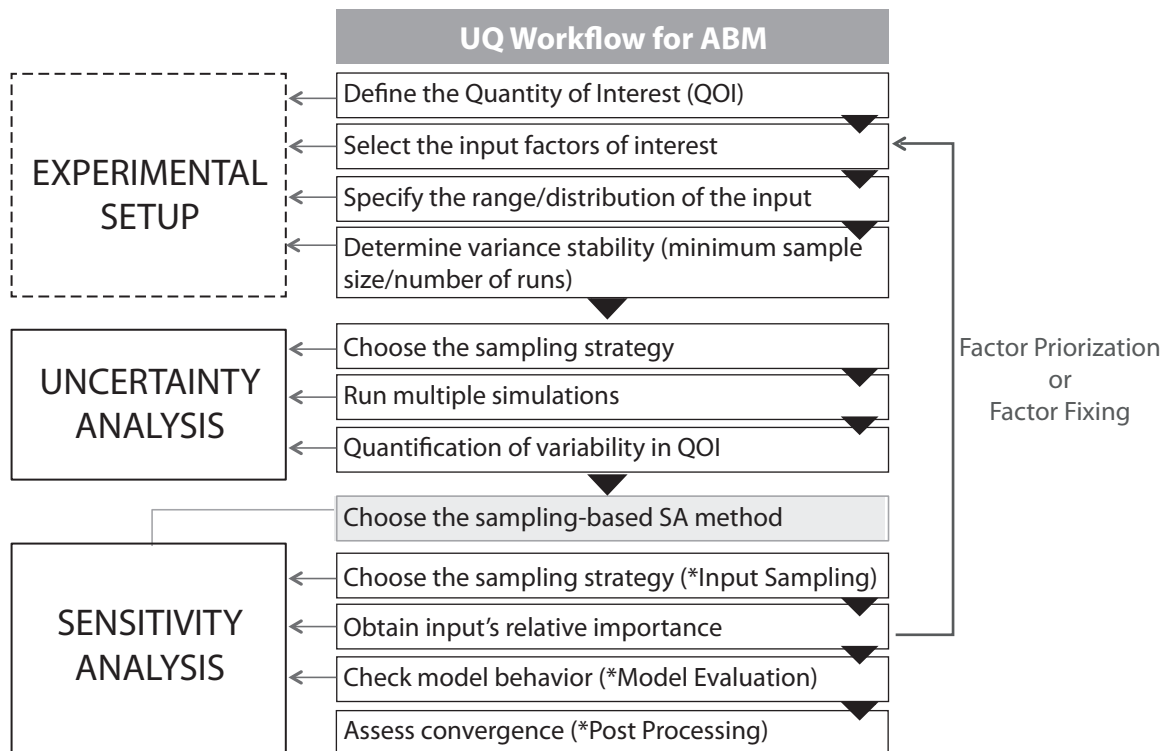 UQ Workflow for ABM
EXPERIMENTAL
SETUP
Define the Quantity of Interest (QOI)
Select the input factors of interest
Specify the range/distribution of the input
Determine variance stability (minimum sample
size/number of runs)
UNCERTAINTY
ANALYSIS
Choose the sampling strategy
Run multiple simulations
Quantification of variability in QOI
Choose the sampling-based SA method
SENSITIVITY
ANALYSIS
Choose the sampling strategy (*Input Sampling)
Obtain input's relative importance
Check model behavior (*Model Evaluation)
Assess convergence (*Post Processing)
Factor Priorization
or
Factor Fixing